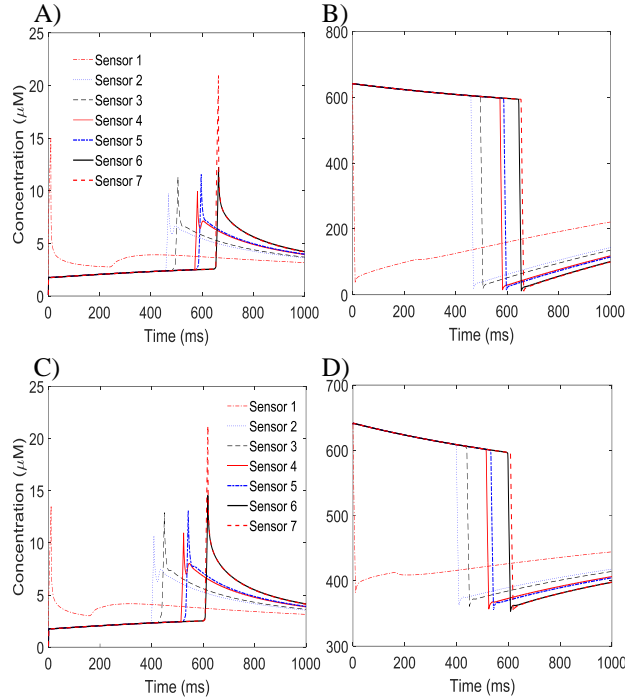 A)
25
20
15
10
5
0
Concentration (μM)
Sensor 1
Sensor 2
Sensor 3
Sensor 4
Sensor 5
Sensor 6
Sensor 7
0 200 400 600 800 1000
Time (ms)
B)
800
600
400
200
0
0 200 400 600 800 1000
Time (ms)
C)
25
20
15
10
5
0
Concentration (μM)
Sensor 1
Sensor 2
Sensor 3
Sensor 4
Sensor 5
Sensor 6
Sensor 7
0 200 400 600 800 1000
Time (ms)
D)
700
600
500
400
300
0 200 400 600 800 1000
Time (ms)